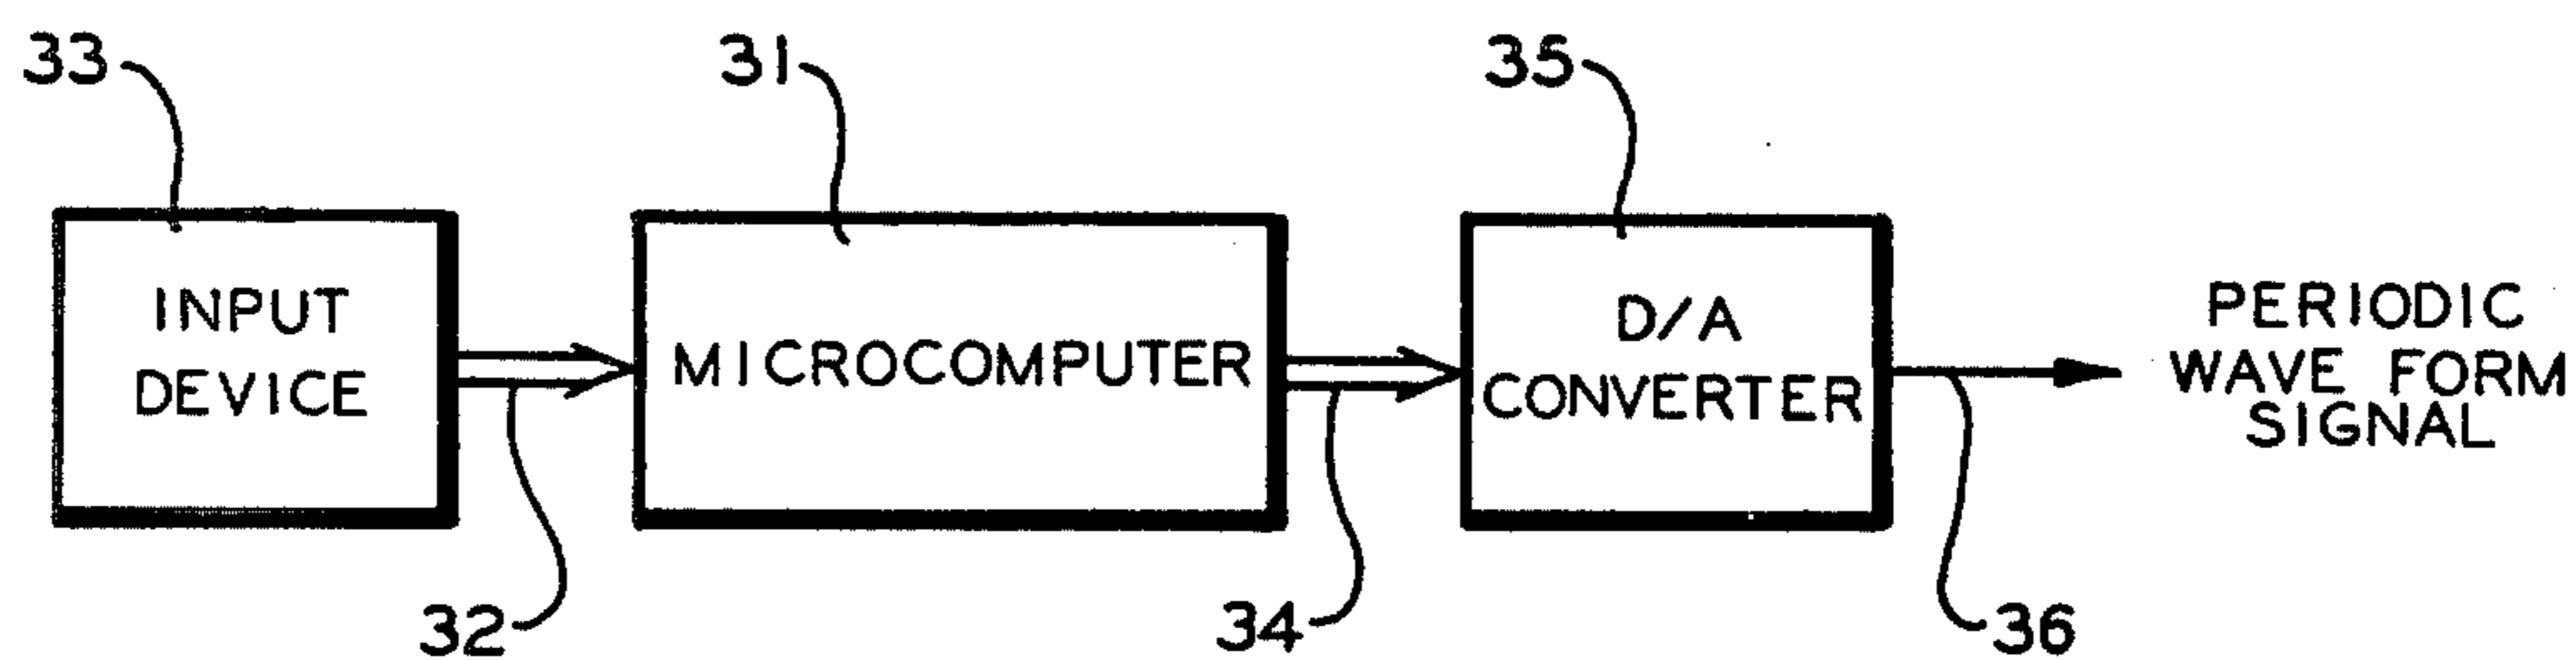 33
31
35
INPUT
DEVICE
MICROCOMPUTER
D/A
CONVERTER
PERIODIC
WAVE FORM
SIGNAL
32
34
36